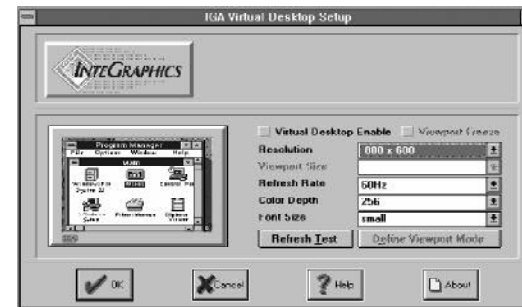 IGA Virtual Desktop Setup
INTEGRAPHICS
Program Manager
File Options Window Help
Main
Virtual Desktop Enable
Viewport Freeze
Resolution
800 x 600
Viewport Size
Refresh Rate
60Hz
Color Depth
256
Font Size
small
Refresh Test
Define Viewport Mode
OK
Cancel
Help
About